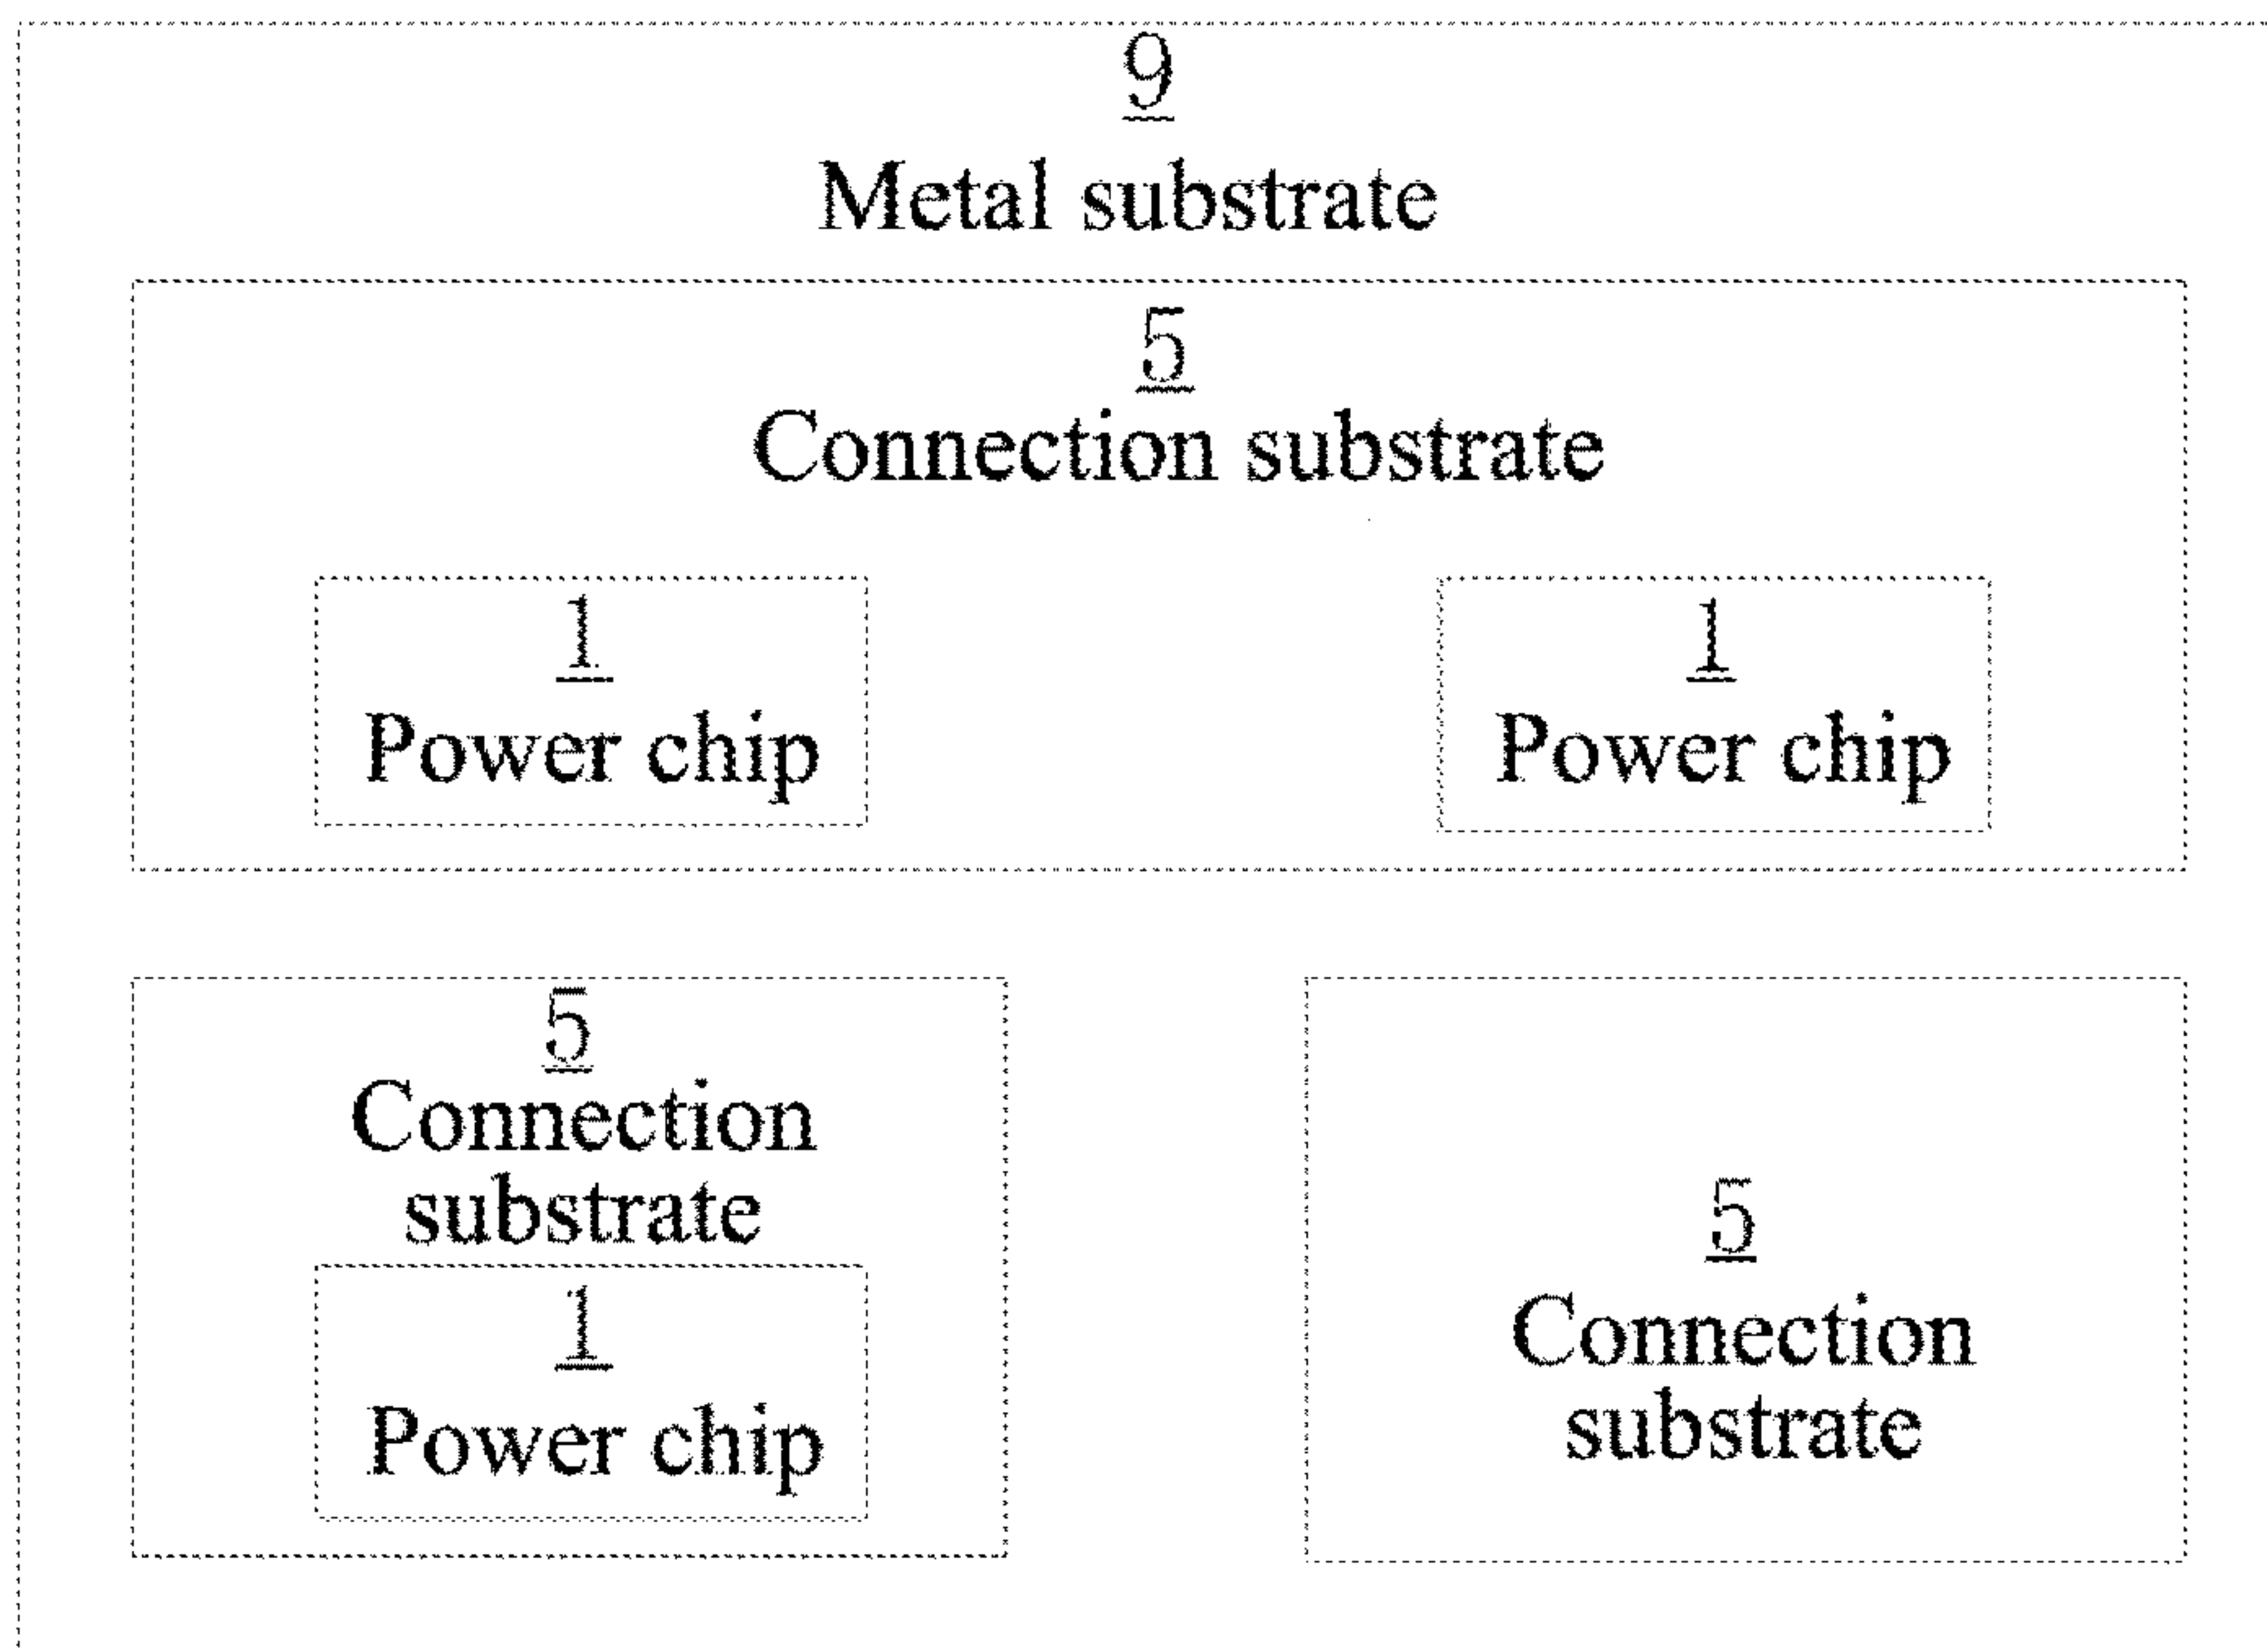 9
Metal substrate
5
Connection substrate
1
Power chip
1
Power chip
5
Connection
substrate
1
Power chip
5
Connection
substrate